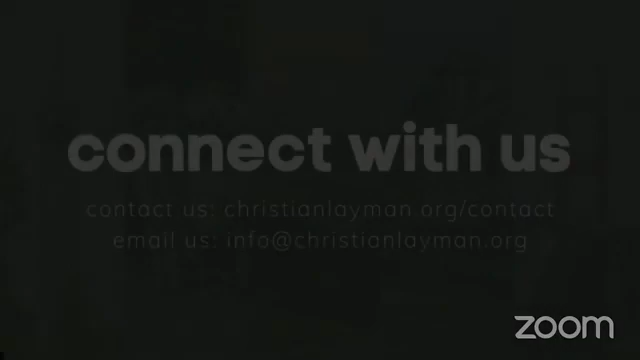 connect with us
contact us: christianlayman.org/contact
email us: info@christianlayman.org
zoom